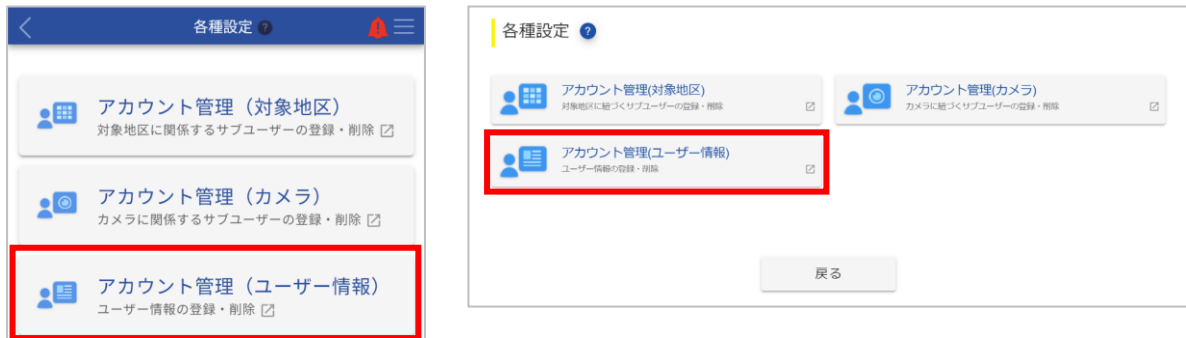 各種設定 ?
アカウント管理（対象地区）
対象地区に関係するサブユーザーの登録・削除
アカウント管理（カメラ）
カメラに関係するサブユーザーの登録・削除
アカウント管理（ユーザー情報）
ユーザー情報の登録・削除
各種設定 ?
アカウント管理(対象地区)
対象地区に紐づくサブユーザーの登録・削除
アカウント管理(カメラ)
カメラに紐づくサブユーザーの登録・削除
アカウント管理(ユーザー情報)
ユーザー情報の登録・削除
戻る